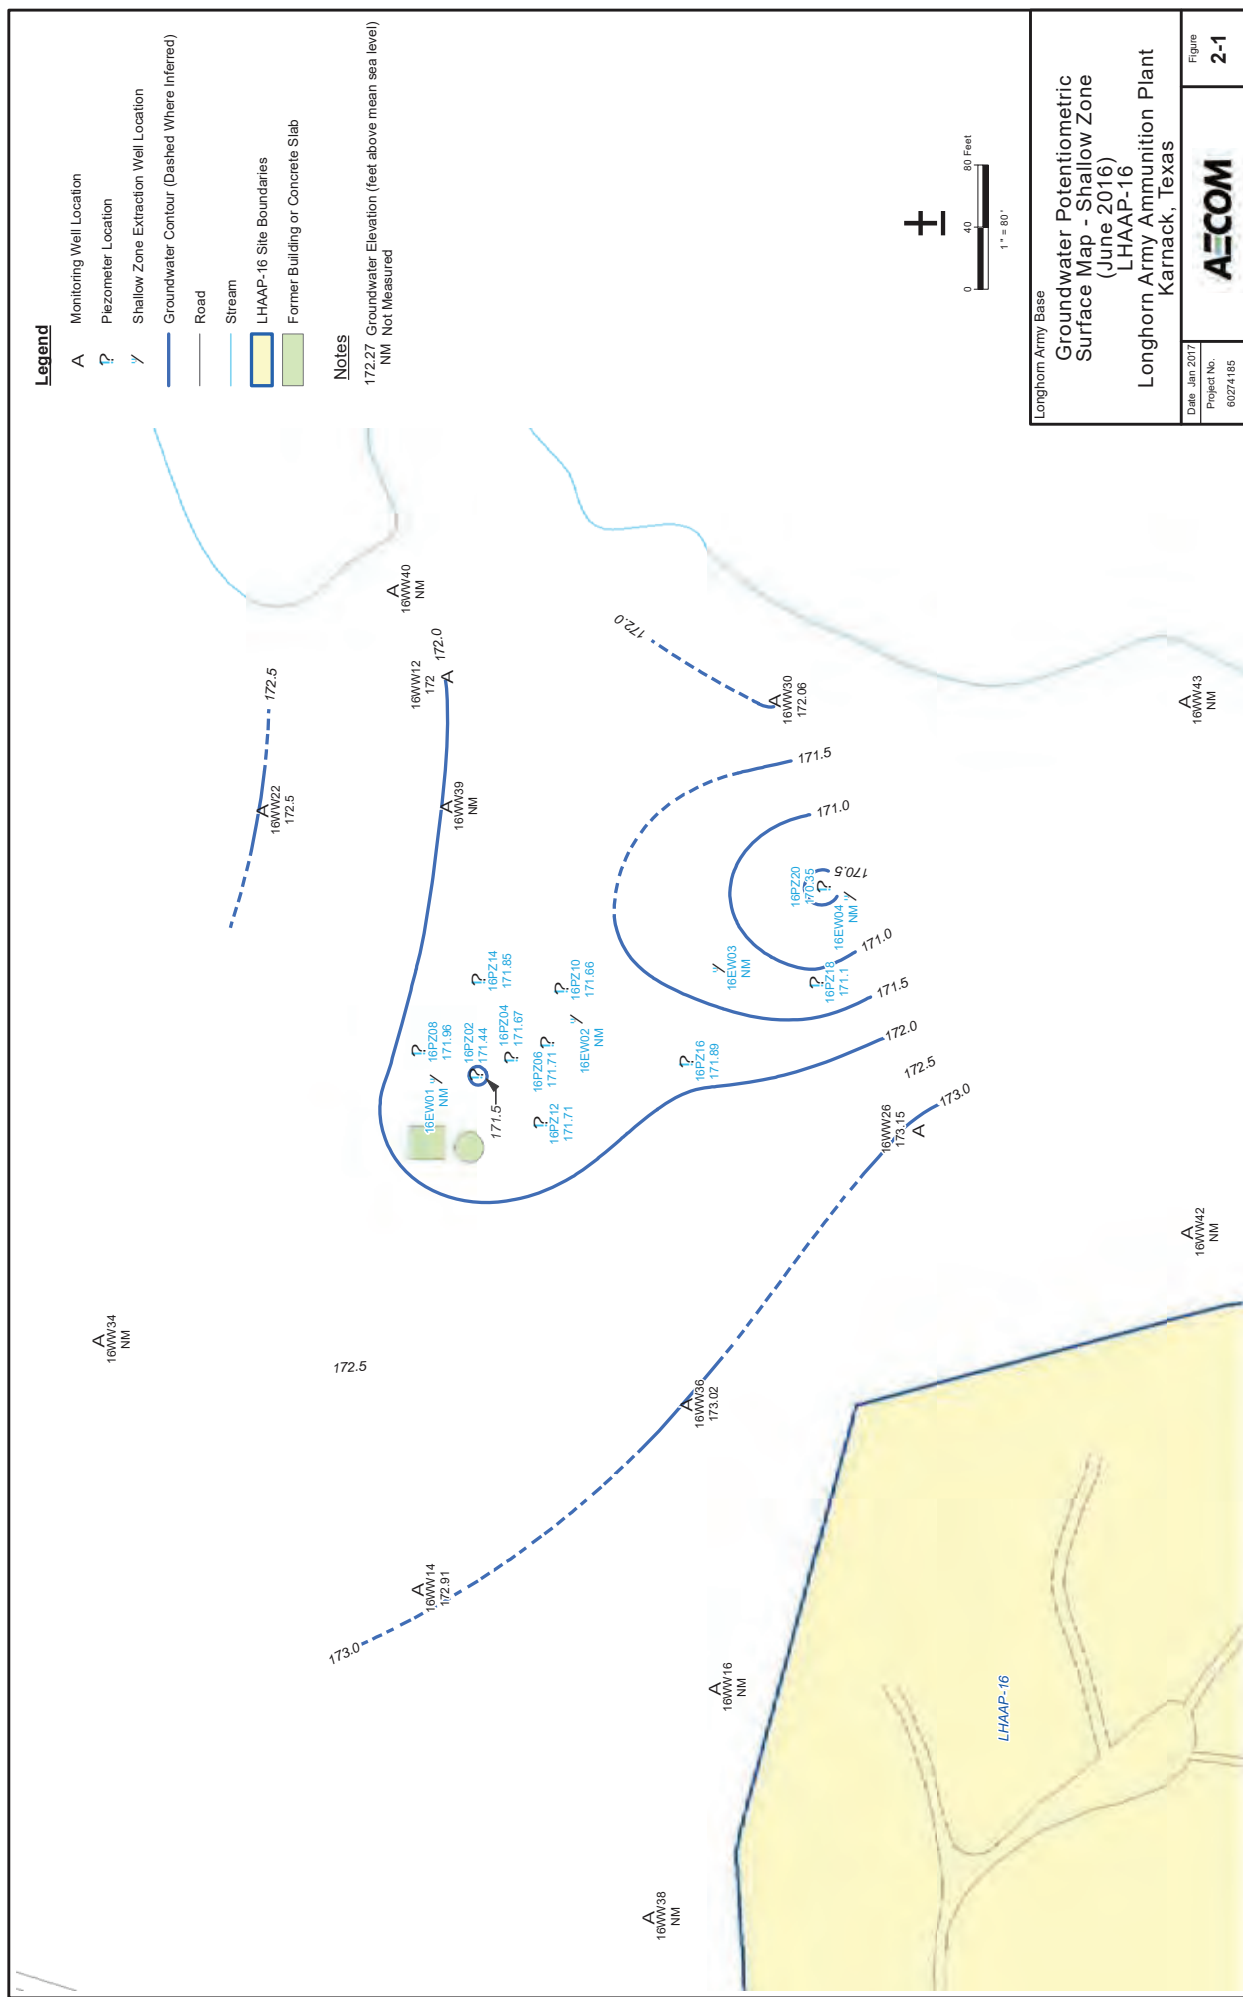 Legend
A Monitoring Well Location
? Piezometer Location
Shallow Zone Extraction Well Location
Groundwater Contour (Dashed Where Inferred)
Road
Stream
LHAAP-16 Site Boundaries
Former Building or Concrete Slab
Notes
172.27 Groundwater Elevation (feet above mean sea level)
NM Not Measured
A
16WW34
NM
172.5
173.0
A
16WW14
172.91
A
16WW38
NM
A
16WW16
NM
A
16WW36
173.02
A
16WW22
172.5
172.5
A
16WW40
NM
16WW12
172
A
172.0
A
16WW39
NM
?
16PZ08
171.96
16EW01
NM
16PZ02
171.44
?
171.5
?
16PZ14
171.85
16PZ04
171.67
?
16PZ06
171.71
?
?
16PZ12
171.71
?
16PZ10
171.66
16EW02
NM
?
16PZ16
171.89
16EW03
NM
172.0
A
16WW30
172.06
171.5
171.0
16PZ20
170.35
?
170.5
16EW04
NM
?
16PZ18
171.1
171.0
171.5
172.0
172.5
173.0
16WW26
173.15
A
A
16WW42
NM
A
16WW43
NM
LHAAP-16
0 40 80 Feet
1" = 80'
Longhorn Army Base
Groundwater Potentiometric
Surface Map - Shallow Zone
(June 2016)
LHAAP-16
Longhorn Army Ammunition Plant
Karnack, Texas
Date Jan 2017
Project No.
60274185
AECOM
Figure
2-1